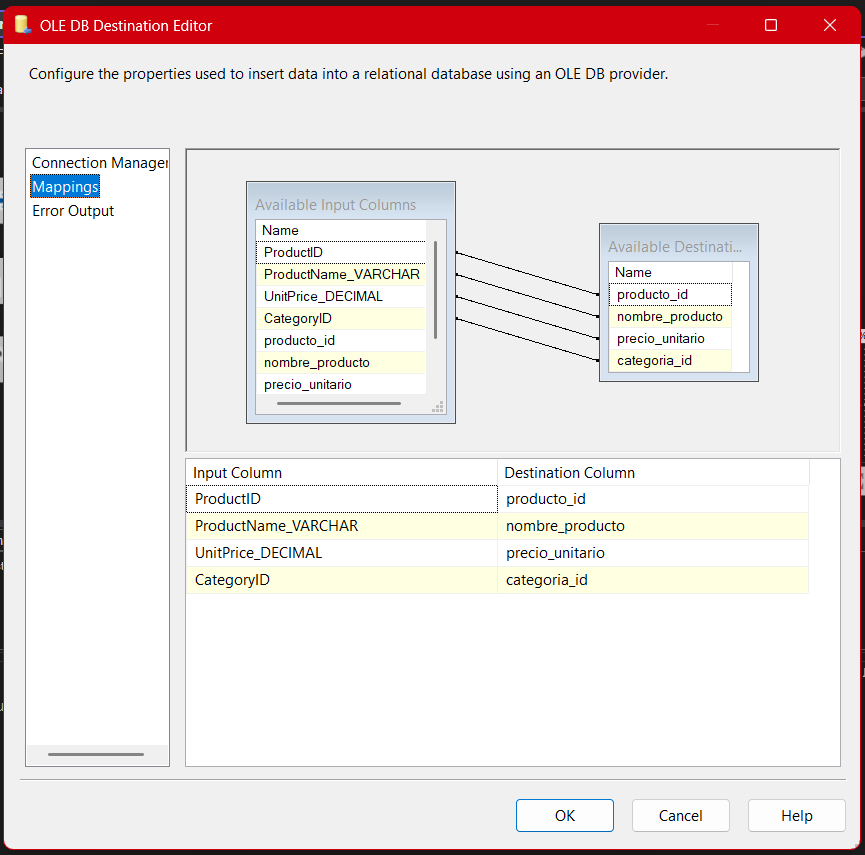 OLE DB Destination Editor
Configure the properties used to insert data into a relational database using an OLE DB provider.
Connection Manager
Mappings
Error Output
Available Input Columns
Name
ProductID
ProductName_VARCHAR
UnitPrice_DECIMAL
CategoryID
producto_id
nombre_producto
precio_unitario
Available Destinati...
Name
producto_id
nombre_producto
precio_unitario
categoria_id
Input Column Destination Column
ProductID producto_id
ProductName_VARCHAR nombre_producto
UnitPrice_DECIMAL precio_unitario
CategoryID categoria_id
OK Cancel Help